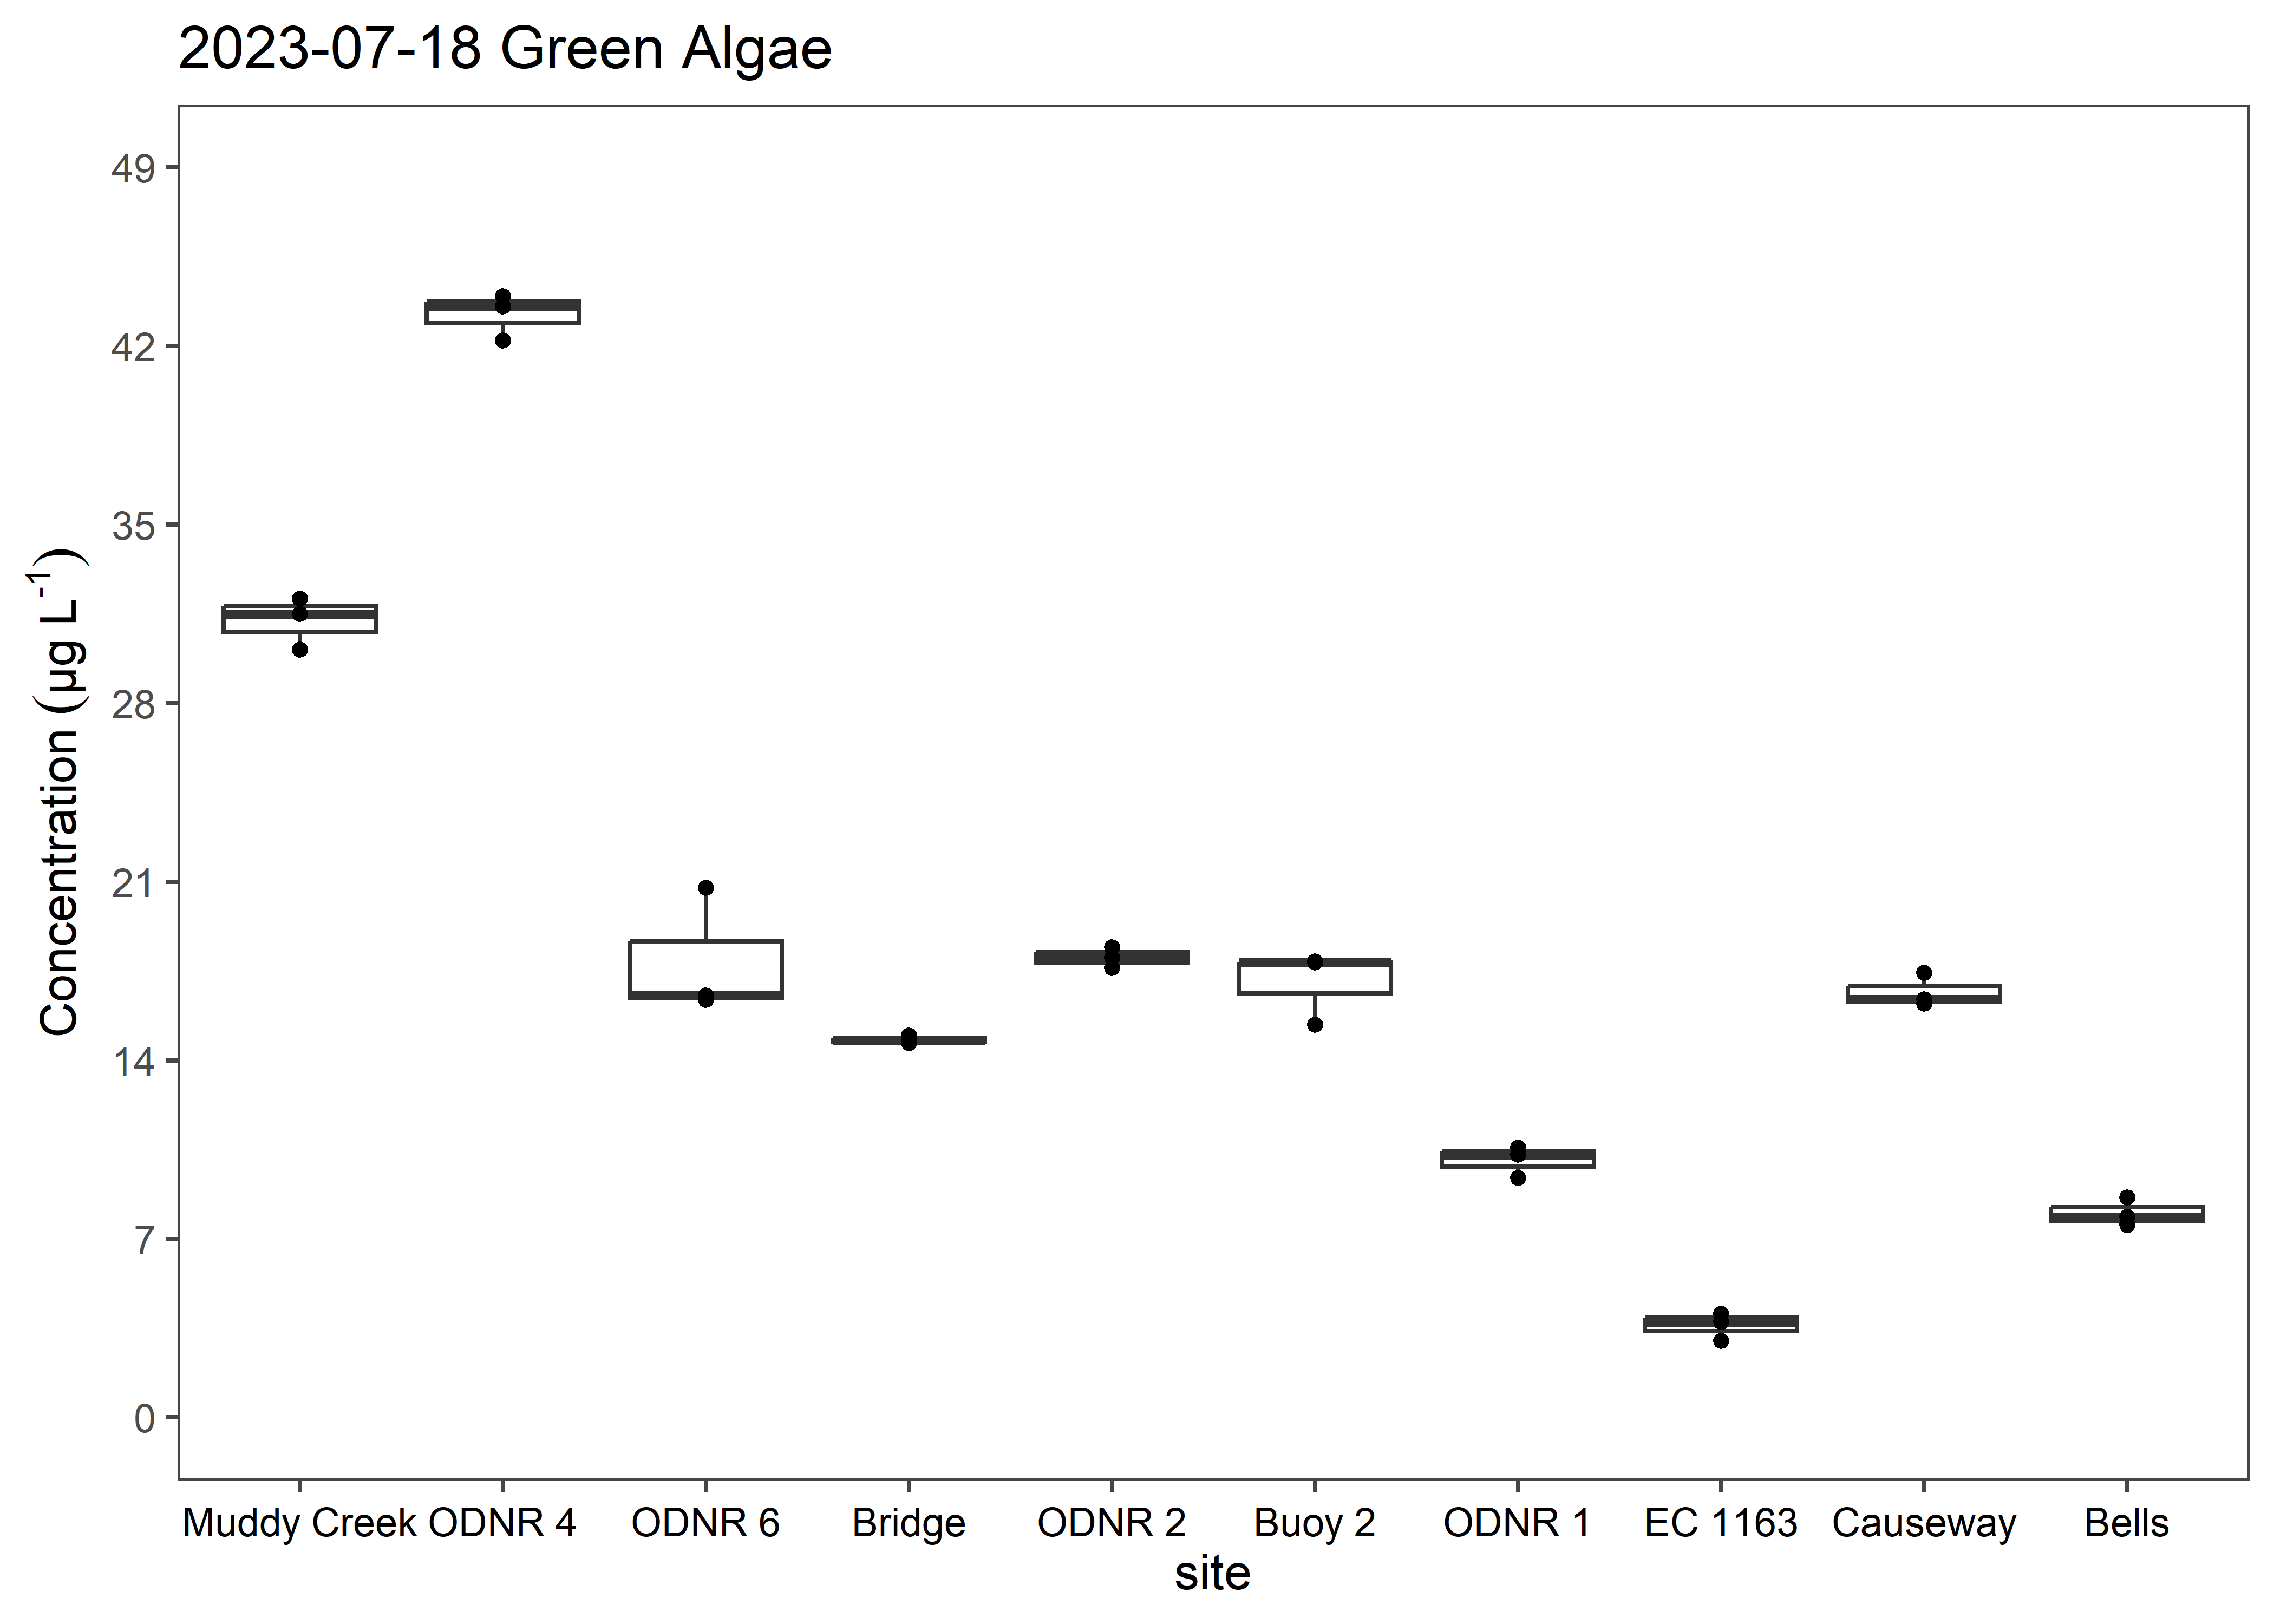 2023-07-18 Green Algae
Concentration (µg L⁻¹)
49
42
35
28
21
14
7
0
Muddy Creek ODNR 4 ODNR 6 Bridge ODNR 2 Buoy 2 ODNR 1 EC 1163 Causeway Bells
site